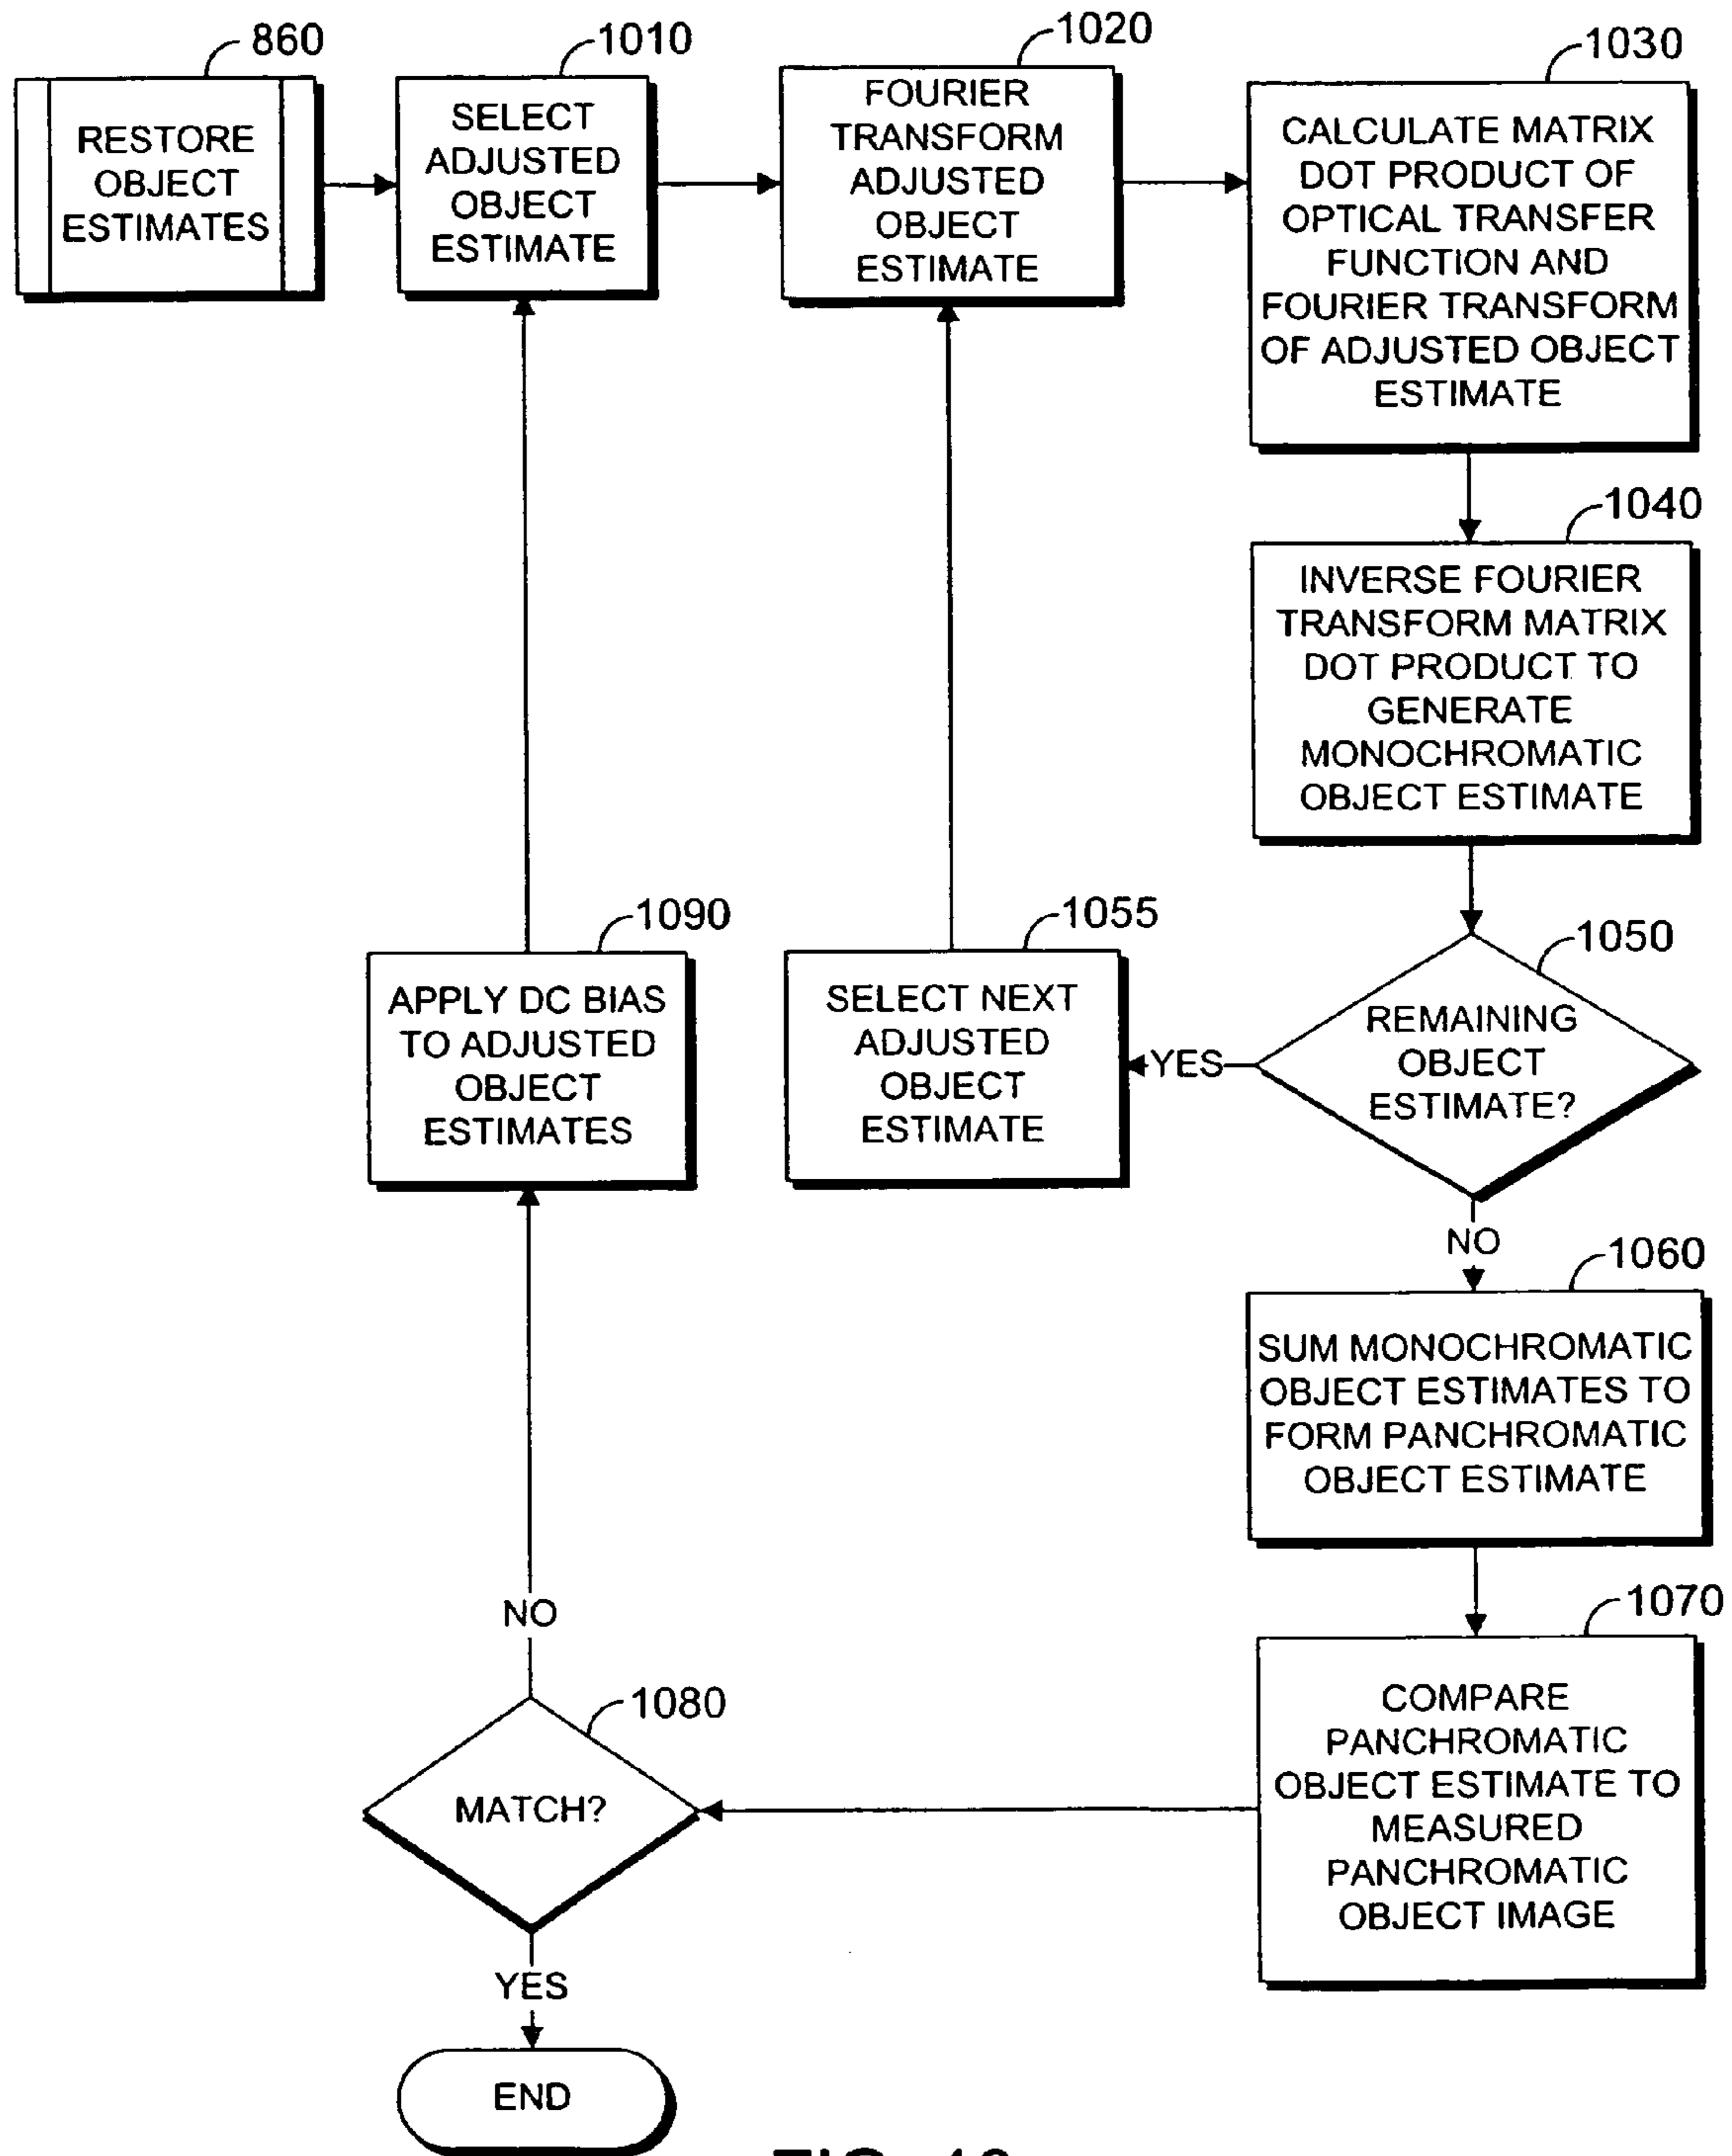 860
RESTORE
OBJECT
ESTIMATES
1010
SELECT
ADJUSTED
OBJECT
ESTIMATE
1020
FOURIER
TRANSFORM
ADJUSTED
OBJECT
ESTIMATE
1030
CALCULATE MATRIX
DOT PRODUCT OF
OPTICAL TRANSFER
FUNCTION AND
FOURIER TRANSFORM
OF ADJUSTED OBJECT
ESTIMATE
1040
INVERSE FOURIER
TRANSFORM MATRIX
DOT PRODUCT TO
GENERATE
MONOCHROMATIC
OBJECT ESTIMATE
1050
REMAINING
OBJECT
ESTIMATE?
YES
1055
SELECT NEXT
ADJUSTED
OBJECT
ESTIMATE
NO
1060
SUM MONOCHROMATIC
OBJECT ESTIMATES TO
FORM PANCHROMATIC
OBJECT ESTIMATE
1070
COMPARE
PANCHROMATIC
OBJECT ESTIMATE TO
MEASURED
PANCHROMATIC
OBJECT IMAGE
1080
MATCH?
NO
1090
APPLY DC BIAS
TO ADJUSTED
OBJECT
ESTIMATES
YES
END